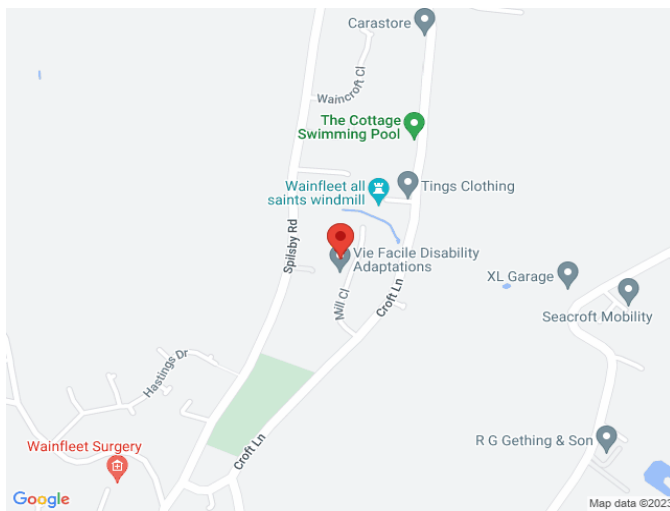 Carastore
Waincroft Cl
The Cottage
Swimming Pool
Wainfleet all
saints windmill
Tings Clothing
Spilsby Rd
Vie Facile Disability
Adaptations
XL Garage
Mill Cl
Croft Ln
Seacroft Mobility
Hastings Dr
Wainfleet Surgery
Croft Ln
R G Gething & Son
Google
Map data ©2023